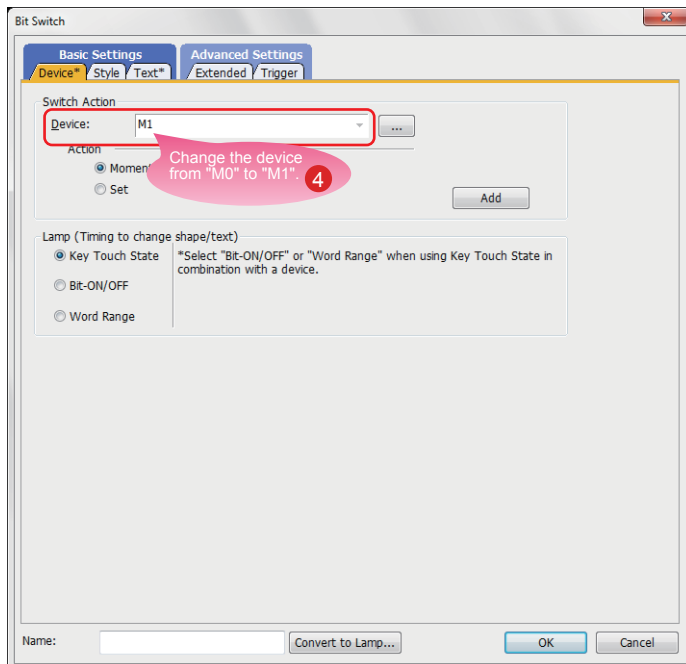 Bit Switch
x
Basic Settings
Advanced Settings
Device*
Style
Text*
Extended
Trigger
Switch Action
Device:
M1
...
Action
Change the device
from "M0" to "M1".
4
Set
Add
Lamp (Timing to change shape/text)
Key Touch State
*Select "Bit-ON/OFF" or "Word Range" when using Key Touch State in
combination with a device.
Bit-ON/OFF
Word Range
Name:
Convert to Lamp...
OK
Cancel